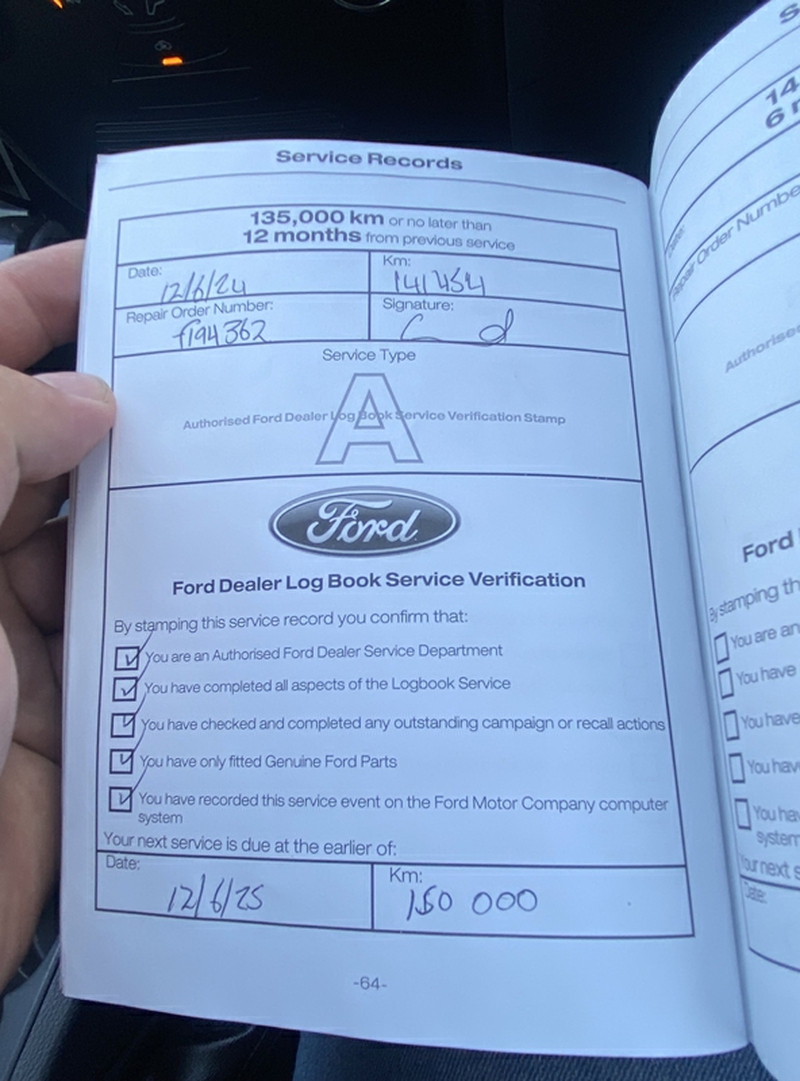 Service Records
135,000 km or no later than
12 months from previous service
Date: 12/6/24
Km: 141454
Repair Order Number: f194362
Signature:
Service Type
A
Authorised Ford Dealer Log Book Service Verification Stamp
Ford
Ford Dealer Log Book Service Verification
By stamping this service record you confirm that:
You are an Authorised Ford Dealer Service Department
You have completed all aspects of the Logbook Service
You have checked and completed any outstanding campaign or recall actions
You have only fitted Genuine Ford Parts
You have recorded this service event on the Ford Motor Company computer
system
Your next service is due at the earlier of:
Date: 12/6/25
Km: 150 000
-64-
S
14
6
Date:
Repair Order Numbe
Authorise
Ford
By stamping th
You are an
You have
You have
You hav
You ha
system
Your next s
Date: